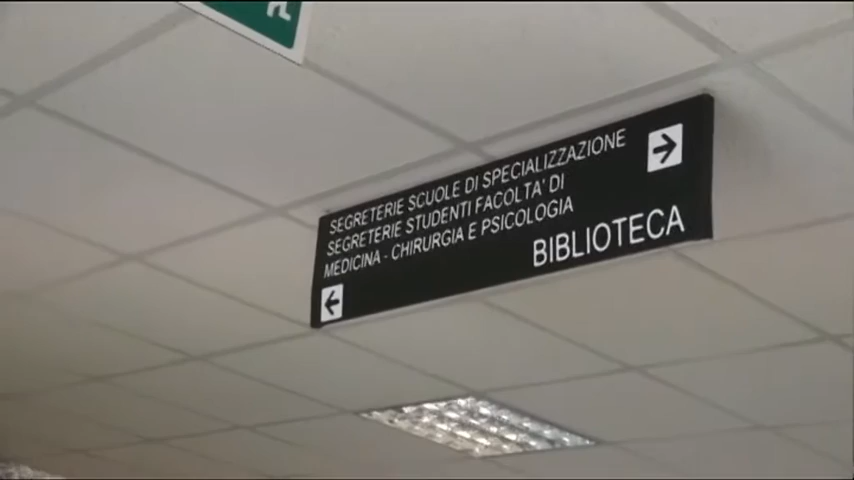 SEGRETERIE SCUOLE DI SPECIALIZZAZIONE
SEGRETERIE STUDENTI FACOLTA' DI
MEDICINA - CHIRURGIA E PSICOLOGIA
BIBLIOTECA